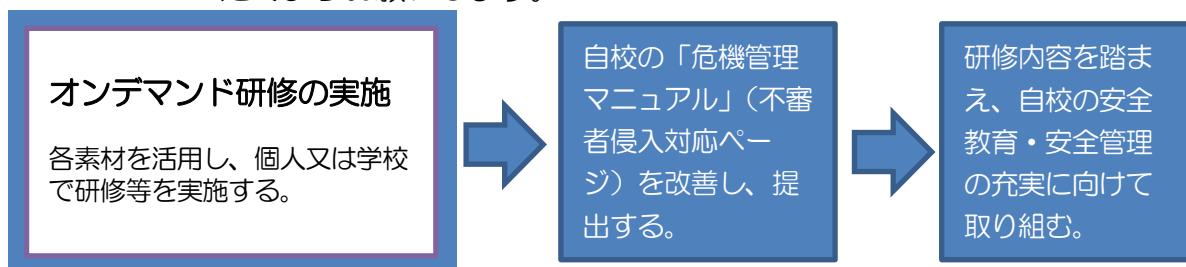 オンデマンド研修の実施
各素材を活用し、個人又は学校
で研修等を実施する。
自校の「危機管理
マニュアル」（不審
者侵入対応ペー
ジ）を改善し、提
出する。
研修内容を踏ま
え、自校の安全
教育・安全管理
の充実に向けて
取り組む。